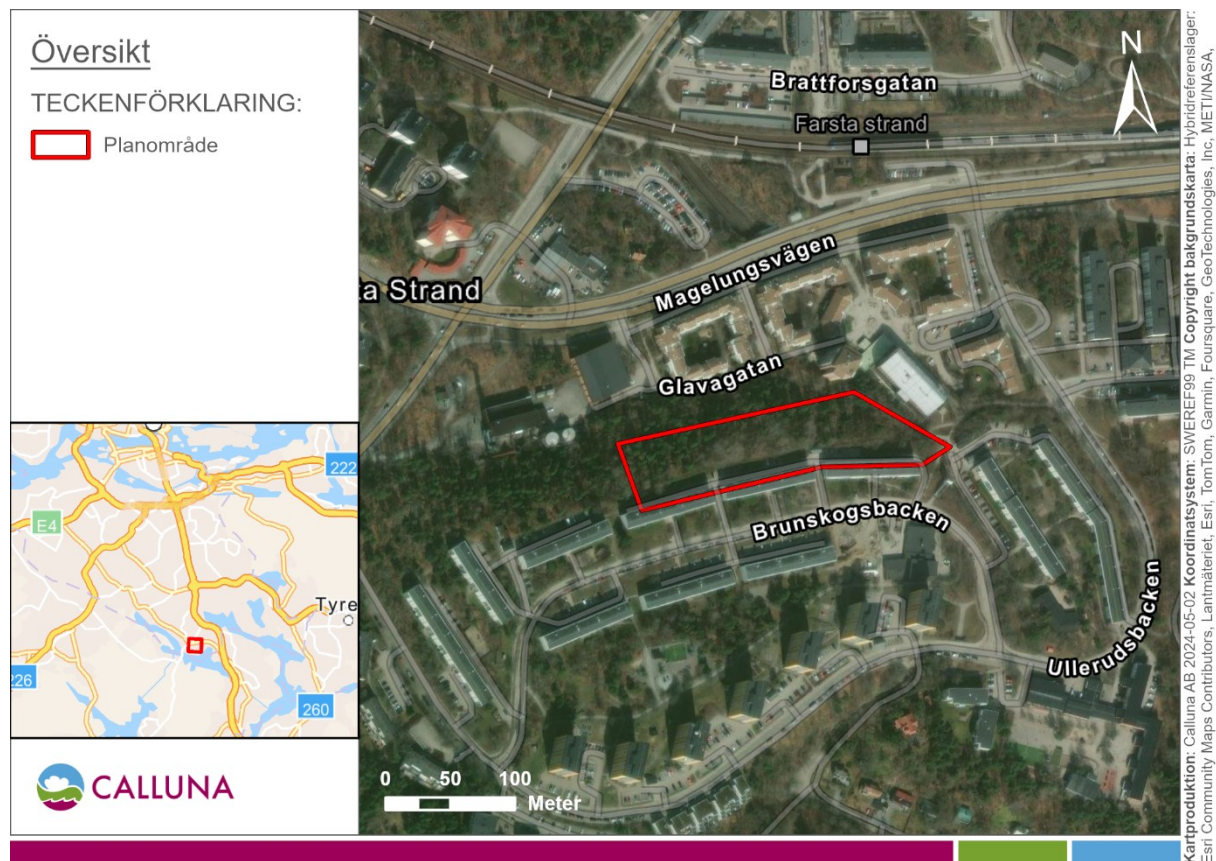 Översikt
TECKENFÖRKLARING:
Planområde
222
E4
Tyre
226
260
CALLUNA
N
Brattforsgatan
Farsta strand
Magelungsvägen
ta Strand
Glavagatan
Brunskogsbacken
Ullerudsbacken
0 50 100
Meter
Kartproduktion: Calluna AB 2024-05-02 Koordinatsystem: SWEREF99 TM Copyright bakgrundskarta: Hybridreferenslager:
Esri Community Maps Contributors, Lantmäteriet, Esri, TomTom, Garmin, Foursquare, GeoTechnologies, Inc, METI/NASA,